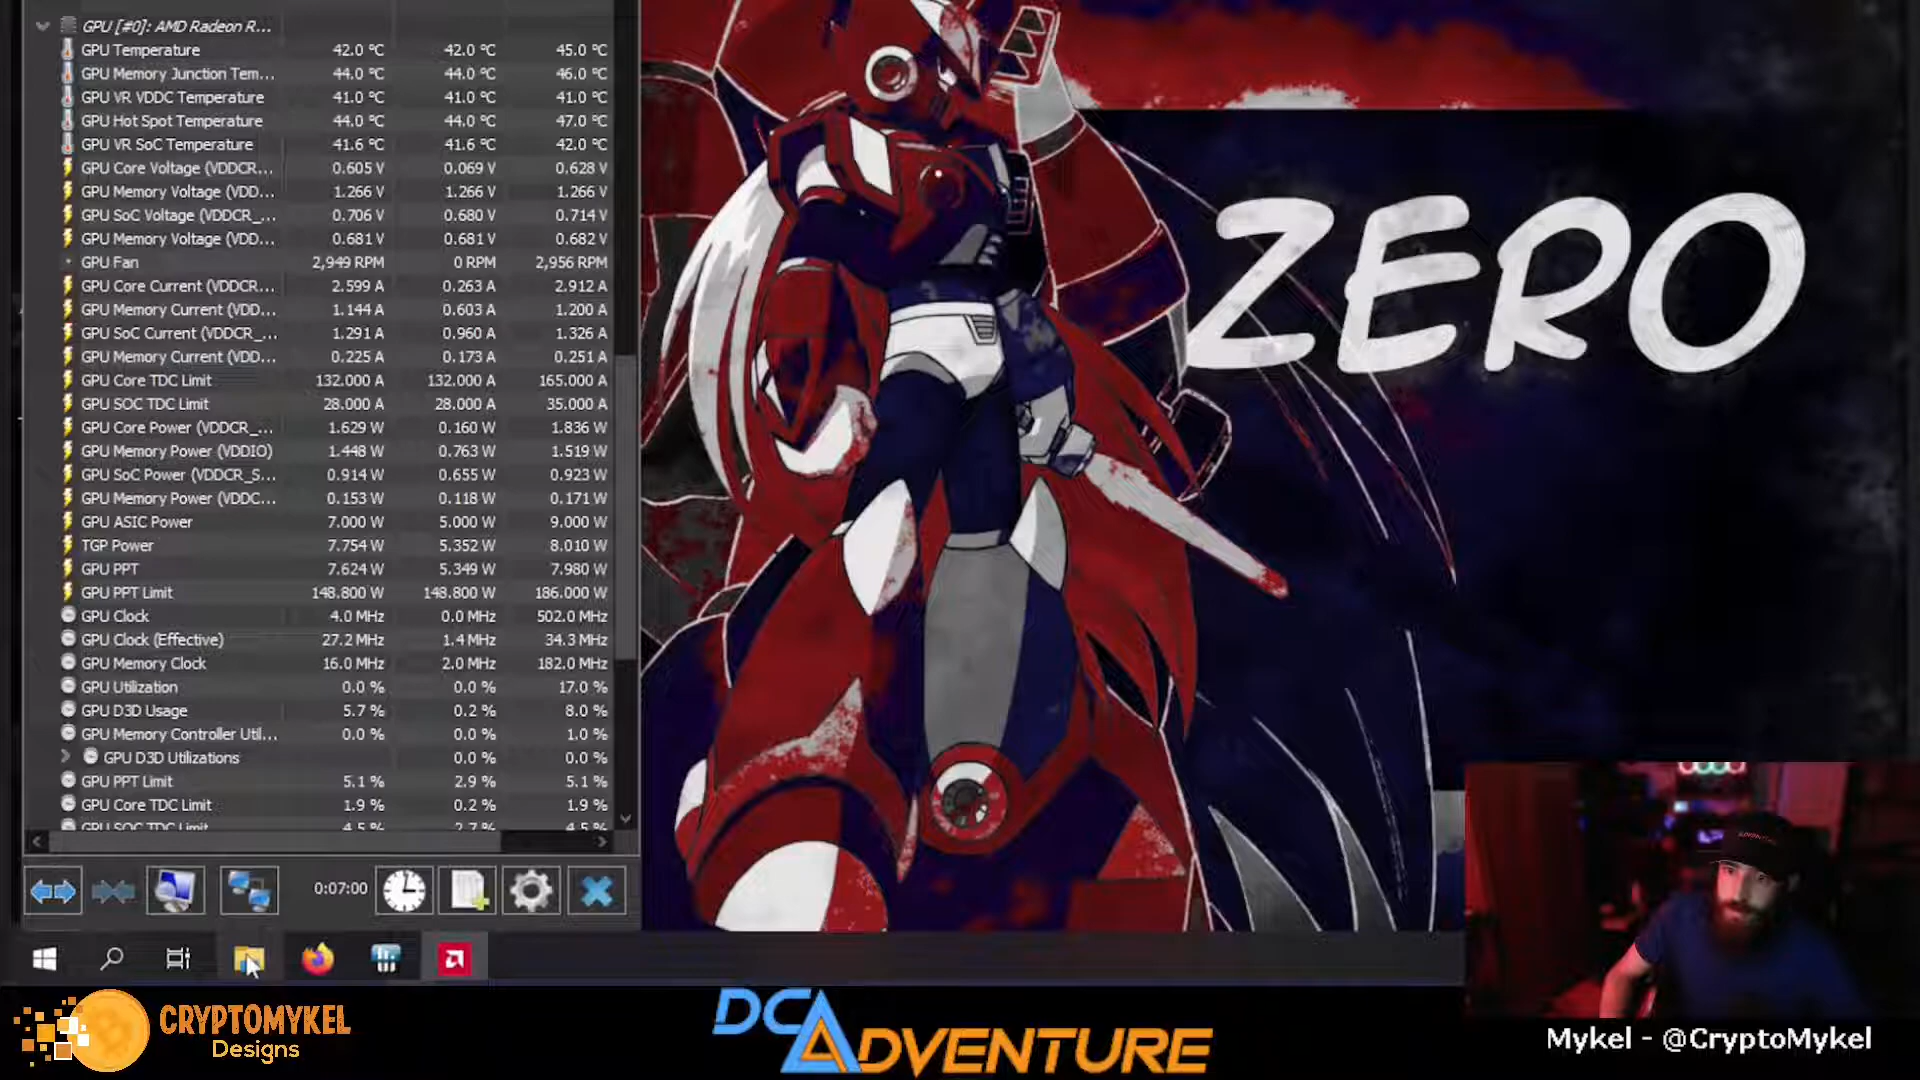 GPU [#0]: AMD Radeon R...
GPU Temperature 42.0 °C 42.0 °C 45.0 °C
GPU Memory Junction Tem... 44.0 °C 44.0 °C 46.0 °C
GPU VR VDDC Temperature 41.0 °C 41.0 °C 41.0 °C
GPU Hot Spot Temperature 44.0 °C 44.0 °C 47.0 °C
GPU VR SoC Temperature 41.6 °C 41.6 °C 42.0 °C
GPU Core Voltage (VDDCR... 0.605 V 0.069 V 0.628 V
GPU Memory Voltage (VDD... 1.266 V 1.266 V 1.266 V
GPU SoC Voltage (VDDCR_... 0.706 V 0.680 V 0.714 V
GPU Memory Voltage (VDD... 0.681 V 0.681 V 0.682 V
GPU Fan 2,949 RPM 0 RPM 2,956 RPM
GPU Core Current (VDDCR... 2.599 A 0.263 A 2.912 A
GPU Memory Current (VDD... 1.144 A 0.603 A 1.200 A
GPU SoC Current (VDDCR_... 1.291 A 0.960 A 1.326 A
GPU Memory Current (VDD... 0.225 A 0.173 A 0.251 A
GPU Core TDC Limit 132.000 A 132.000 A 165.000 A
GPU SOC TDC Limit 28.000 A 28.000 A 35.000 A
GPU Core Power (VDDCR_... 1.629 W 0.160 W 1.836 W
GPU Memory Power (VDDIO) 1.448 W 0.763 W 1.519 W
GPU SoC Power (VDDCR_S... 0.914 W 0.655 W 0.923 W
GPU Memory Power (VDDC... 0.153 W 0.118 W 0.171 W
GPU ASIC Power 7.000 W 5.000 W 9.000 W
TGP Power 7.754 W 5.352 W 8.010 W
GPU PPT 7.624 W 5.349 W 7.980 W
GPU PPT Limit 148.800 W 148.800 W 186.000 W
GPU Clock 4.0 MHz 0.0 MHz 502.0 MHz
GPU Clock (Effective) 27.2 MHz 1.4 MHz 34.3 MHz
GPU Memory Clock 16.0 MHz 2.0 MHz 182.0 MHz
GPU Utilization 0.0 % 0.0 % 17.0 %
GPU D3D Usage 5.7 % 0.2 % 8.0 %
GPU Memory Controller Util... 0.0 % 0.0 % 1.0 %
GPU D3D Utilizations 0.0 % 0.0 %
GPU PPT Limit 5.1 % 2.9 % 5.1 %
GPU Core TDC Limit 1.9 % 0.2 % 1.9 %
GPU SOC TDC Limit 4.5 % 2.7 % 4.5 %
0:07:00
ZERO
CRYPTOMYKEL
Designs
DCADVENTURE
Mykel - @CryptoMykel